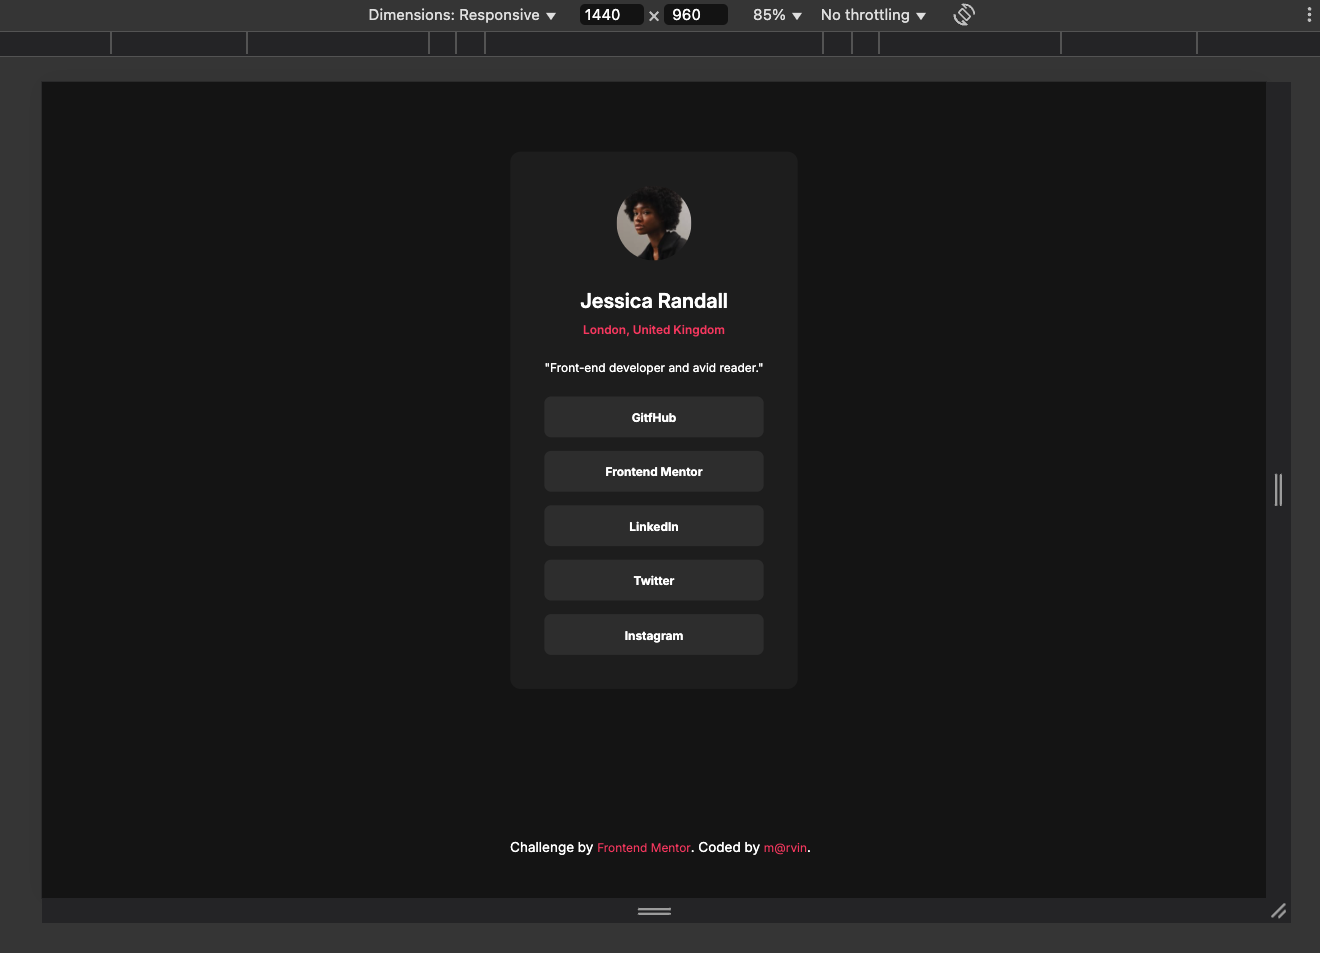 Dimensions: Responsive ▼ 1440 x 960 85% ▼ No throttling ▼
Jessica Randall
London, United Kingdom
"Front-end developer and avid reader."
GitfHub
Frontend Mentor
LinkedIn
Twitter
Instagram
Challenge by Frontend Mentor. Coded by m@rvin.